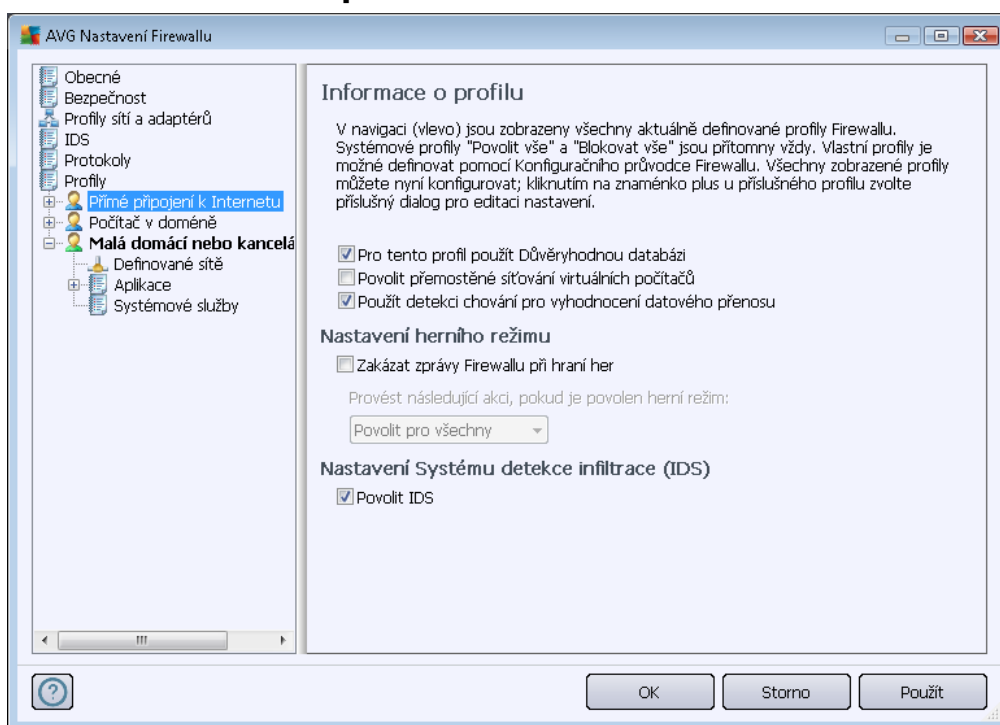 AVG Nastavení Firewallu
Obecné
Bezpečnost
Profily sítí a adaptérů
IDS
Protokoly
Profily
Přímé připojení k Internetu
Počítač v doméně
Malá domácí nebo kancelá
Definované sítě
Aplikace
Systémové služby
Informace o profilu
V navigaci (vlevo) jsou zobrazeny všechny aktuálně definované profily Firewallu.
Systémové profily "Povolit vše" a "Blokovat vše" jsou přítomny vždy. Vlastní profily je
možné definovat pomocí Konfiguračního průvodce Firewallu. Všechny zobrazené profily
můžete nyní konfigurovat; kliknutím na znaménko plus u příslušného profilu zvolte
příslušný dialog pro editaci nastavení.
Pro tento profil použít Důvěryhodnou databázi
Povolit přemostěné síťování virtuálních počítačů
Použít detekci chování pro vyhodnocení datového přenosu
Nastavení herního režimu
Zakázat zprávy Firewallu při hraní her
Provést následující akci, pokud je povolen herní režim:
Povolit pro všechny
Nastavení Systému detekce infiltrace (IDS)
Povolit IDS
OK
Storno
Použít